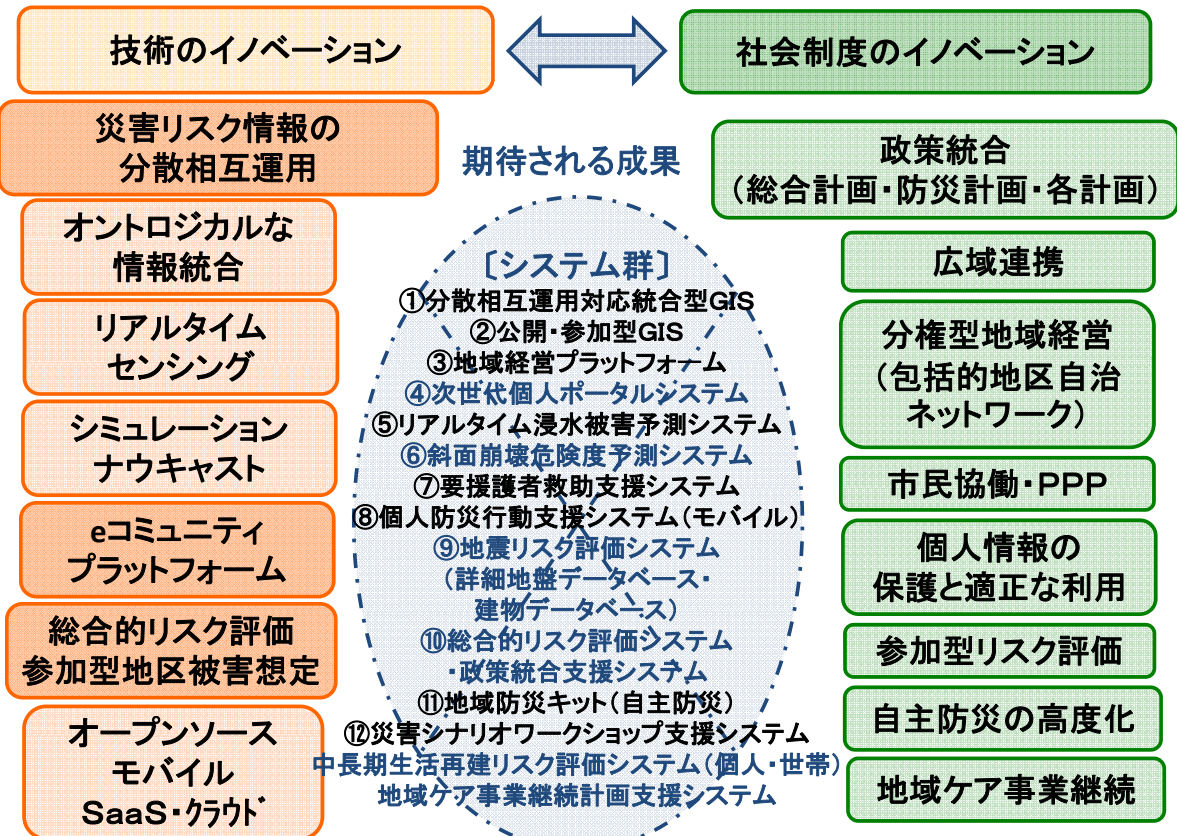 技術のイノベーション
社会制度のイノベーション
災害リスク情報の
分散相互運用
オントロジカルな
情報統合
リアルタイム
センシング
シミュレーション
ナウキャスト
eコミュニティ
プラットフォーム
総合的リスク評価
参加型地区被害想定
オープンソース
モバイル
SaaS・クラウド
期待される成果
〔システム群〕
①分散相互運用対応統合型GIS
②公開・参加型GIS
③地域経営プラットフォーム
④次世代個人ポータルシステム
⑤リアルタイム浸水被害予測システム
⑥斜面崩壊危険度予測システム
⑦要援護者救助支援システム
⑧個人防災行動支援システム(モバイル)
⑨地震リスク評価システム
(詳細地盤データベース・
建物データベース)
⑩総合的リスク評価システム
・政策統合支援システム
⑪地域防災キット(自主防災)
⑫災害シナリオワークショップ支援システム
中長期生活再建リスク評価システム(個人・世帯)
地域ケア事業継続計画支援システム
政策統合
(総合計画・防災計画・各計画)
広域連携
分権型地域経営
(包括的地区自治
ネットワーク)
市民協働・PPP
個人情報の
保護と適正な利用
参加型リスク評価
自主防災の高度化
地域ケア事業継続